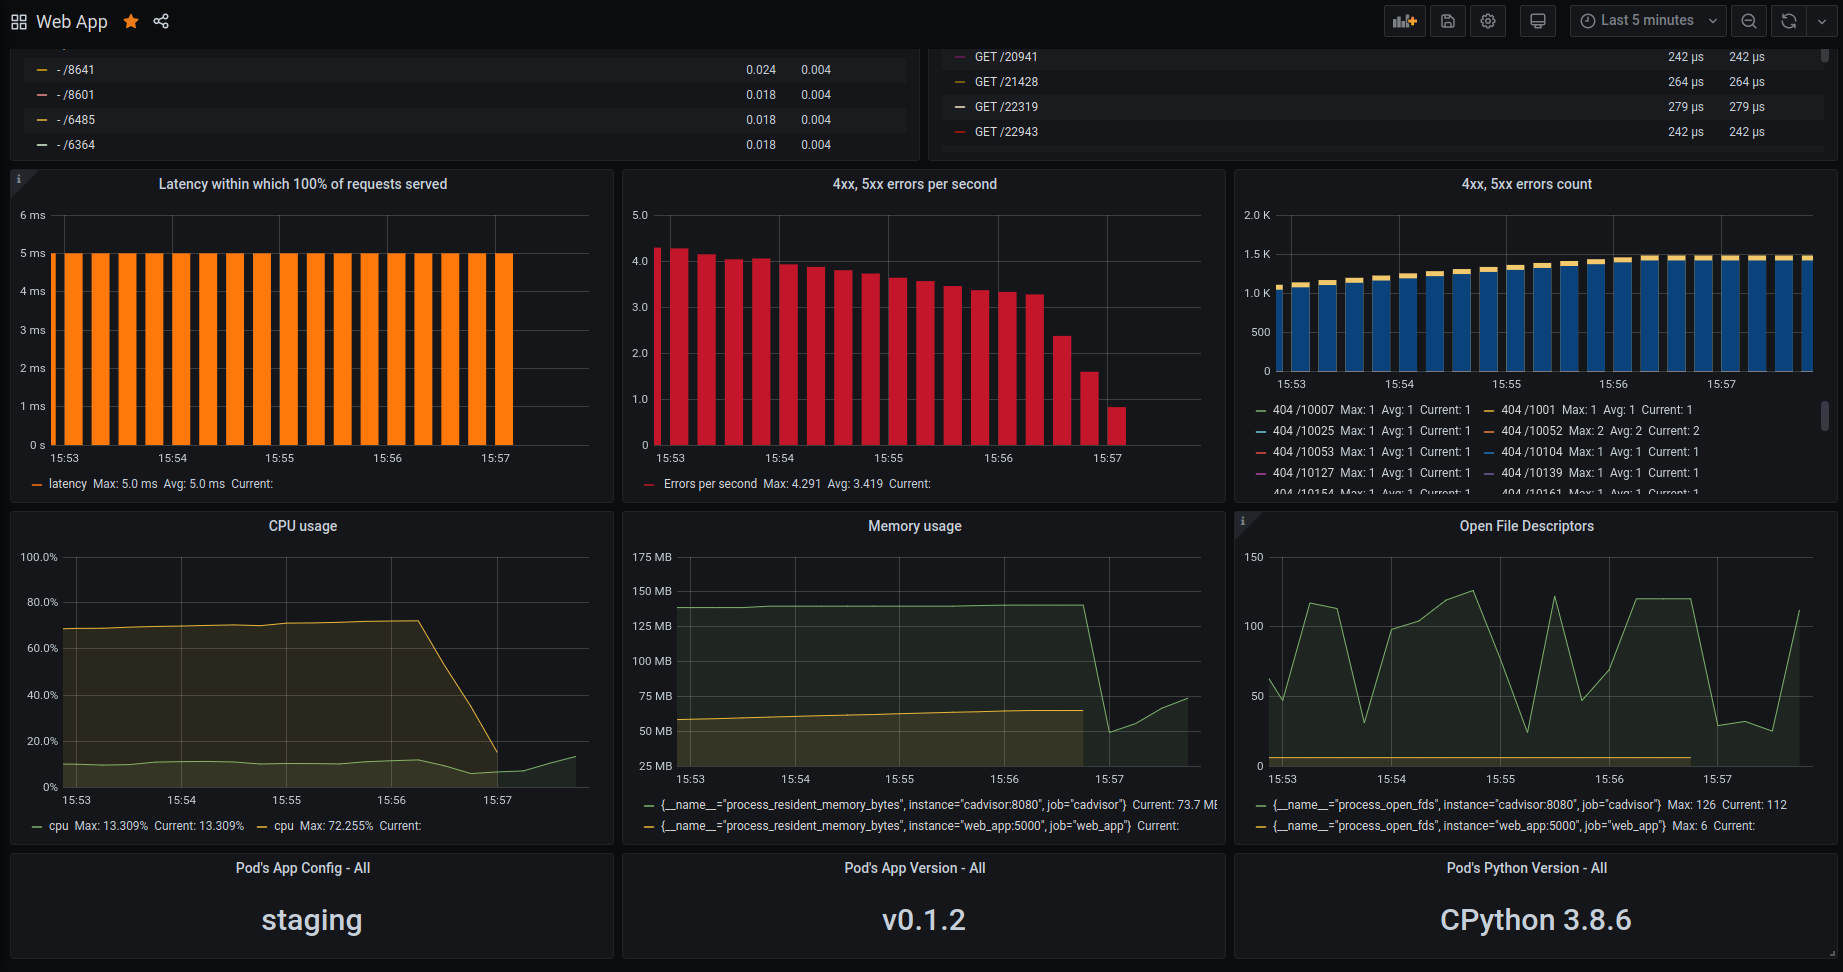 Web App
Last 5 minutes
- /8641 0.024 0.004
- /8601 0.018 0.004
- /6485 0.018 0.004
- /6364 0.018 0.004
GET /20941 242 µs 242 µs
GET /21428 264 µs 264 µs
GET /22319 279 µs 279 µs
GET /22943 242 µs 242 µs
Latency within which 100% of requests served
6 ms
5 ms
4 ms
3 ms
2 ms
1 ms
0 s
15:53 15:54 15:55 15:56 15:57
latency Max: 5.0 ms Avg: 5.0 ms Current:
4xx, 5xx errors per second
5.0
4.0
3.0
2.0
1.0
0
15:53 15:54 15:55 15:56 15:57
Errors per second Max: 4.291 Avg: 3.419 Current:
4xx, 5xx errors count
2.0 K
1.5 K
1.0 K
500
0
15:53 15:54 15:55 15:56 15:57
404 /10007 Max: 1 Avg: 1 Current: 1 404 /1001 Max: 1 Avg: 1 Current: 1
404 /10025 Max: 1 Avg: 1 Current: 1 404 /10052 Max: 2 Avg: 2 Current: 2
404 /10053 Max: 1 Avg: 1 Current: 1 404 /10104 Max: 1 Avg: 1 Current: 1
404 /10127 Max: 1 Avg: 1 Current: 1 404 /10139 Max: 1 Avg: 1 Current: 1
404 /10154 Max: 1 Avg: 1 Current: 1 404 /10161 Max: 1 Avg: 1 Current: 1
CPU usage
100.0%
80.0%
60.0%
40.0%
20.0%
0%
15:53 15:54 15:55 15:56 15:57
cpu Max: 13.309% Current: 13.309% cpu Max: 72.255% Current:
Memory usage
175 MB
150 MB
125 MB
100 MB
75 MB
50 MB
25 MB
15:53 15:54 15:55 15:56 15:57
{__name__="process_resident_memory_bytes", instance="cadvisor:8080", job="cadvisor"} Current: 73.7 MB
{__name__="process_resident_memory_bytes", instance="web_app:5000", job="web_app"} Current:
Open File Descriptors
150
100
50
0
15:53 15:54 15:55 15:56 15:57
{__name__="process_open_fds", instance="cadvisor:8080", job="cadvisor"} Max: 126 Current: 112
{__name__="process_open_fds", instance="web_app:5000", job="web_app"} Max: 6 Current:
Pod's App Config - All
staging
Pod's App Version - All
v0.1.2
Pod's Python Version - All
CPython 3.8.6